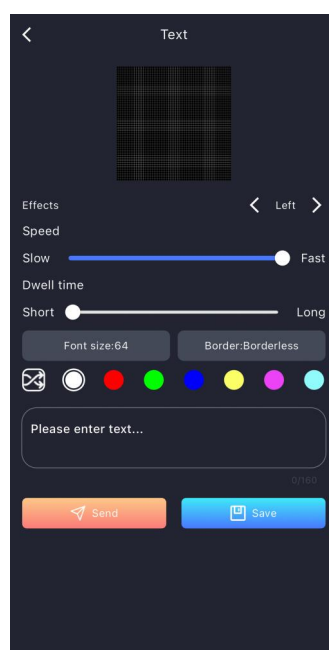 Text
Effects
Left
Speed
Slow
Fast
Dwell time
Short
Long
Font size:64
Border:Borderless
Please enter text...
0/160
Send
Save